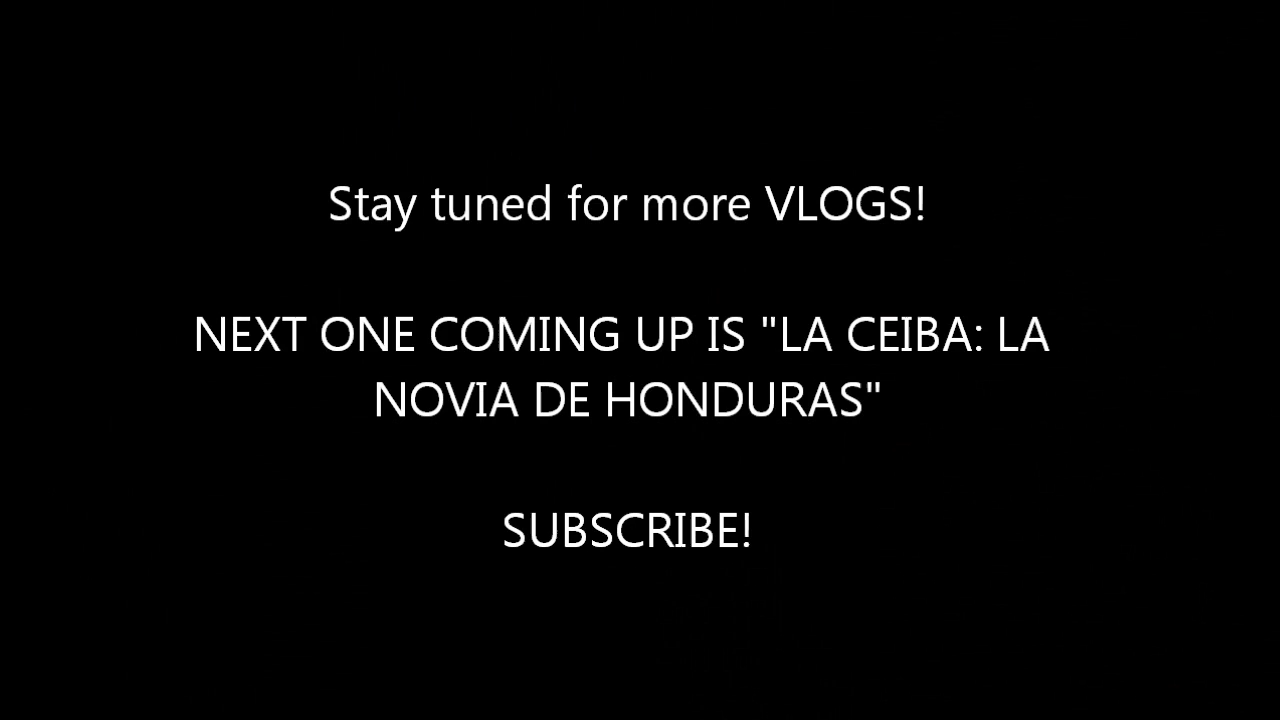 Stay tuned for more VLOGS!
NEXT ONE COMING UP IS "LA CEIBA: LA
NOVIA DE HONDURAS"
SUBSCRIBE!